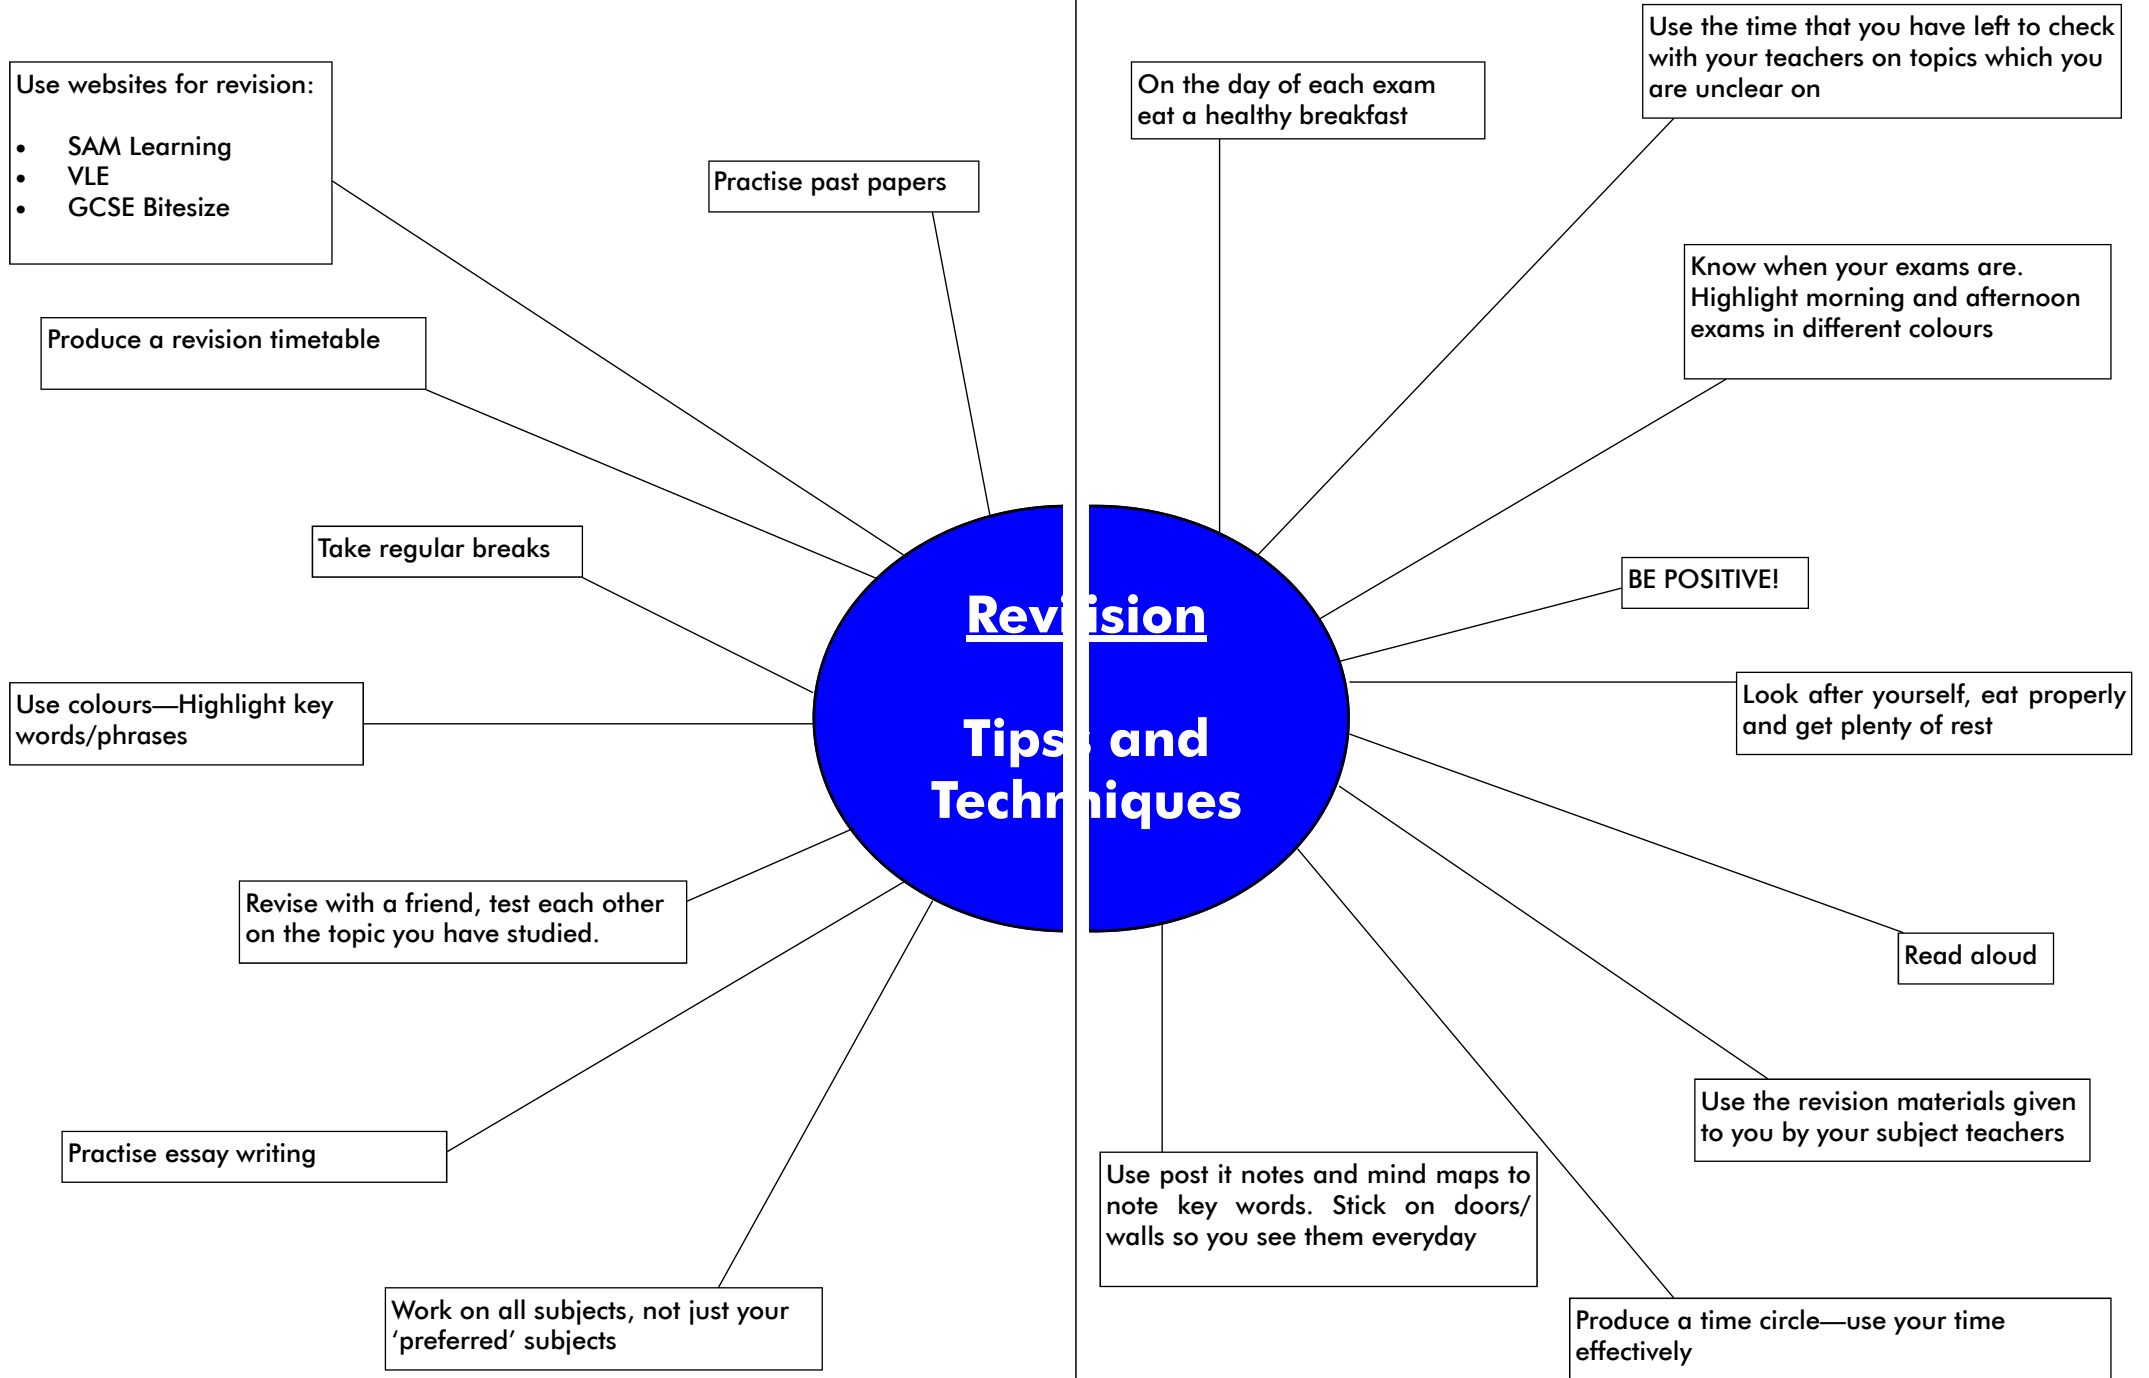 Use websites for revision:
• SAM Learning
• VLE
• GCSE Bitesize
Practise past papers
Produce a revision timetable
Take regular breaks
Use colours—Highlight key
words/phrases
Revise with a friend, test each other
on the topic you have studied.
Practise essay writing
Work on all subjects, not just your
‘preferred’ subjects
Revision
Tips and
Techniques
On the day of each exam
eat a healthy breakfast
Use the time that you have left to check
with your teachers on topics which you
are unclear on
Know when your exams are.
Highlight morning and afternoon
exams in different colours
BE POSITIVE!
Look after yourself, eat properly
and get plenty of rest
Read aloud
Use the revision materials given
to you by your subject teachers
Use post it notes and mind maps to
note key words. Stick on doors/
walls so you see them everyday
Produce a time circle—use your time
effectively